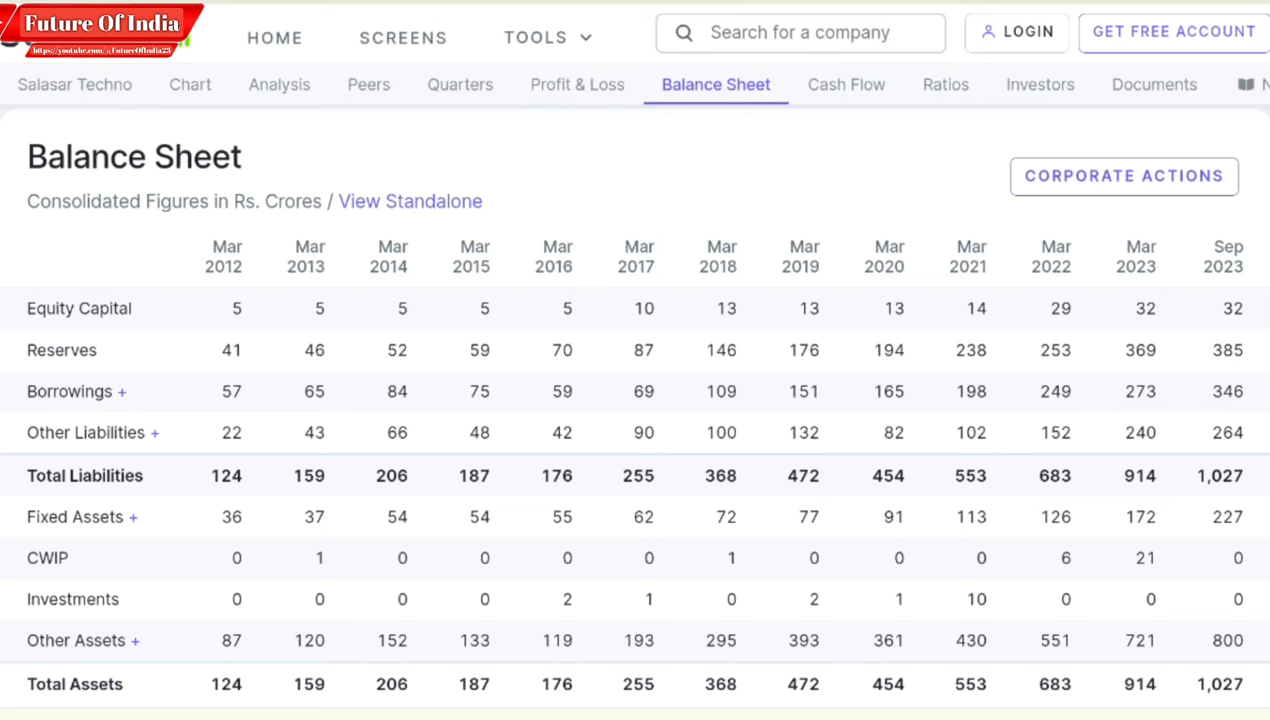 Future Of India
https://youtube.com/@FutureOfIndia23
HOME SCREENS TOOLS Search for a company LOGIN GET FREE ACCOUNT
Salasar Techno Chart Analysis Peers Quarters Profit & Loss Balance Sheet Cash Flow Ratios Investors Documents
Balance Sheet
CORPORATE ACTIONS
Consolidated Figures in Rs. Crores / View Standalone
Mar Mar Mar Mar Mar Mar Mar Mar Mar Mar Mar Mar Sep
2012 2013 2014 2015 2016 2017 2018 2019 2020 2021 2022 2023 2023
Equity Capital 5 5 5 5 5 10 13 13 13 14 29 32 32
Reserves 41 46 52 59 70 87 146 176 194 238 253 369 385
Borrowings + 57 65 84 75 59 69 109 151 165 198 249 273 346
Other Liabilities + 22 43 66 48 42 90 100 132 82 102 152 240 264
Total Liabilities 124 159 206 187 176 255 368 472 454 553 683 914 1,027
Fixed Assets + 36 37 54 54 55 62 72 77 91 113 126 172 227
CWIP 0 1 0 0 0 0 1 0 0 0 6 21 0
Investments 0 0 0 0 2 1 0 2 1 10 0 0 0
Other Assets + 87 120 152 133 119 193 295 393 361 430 551 721 800
Total Assets 124 159 206 187 176 255 368 472 454 553 683 914 1,027